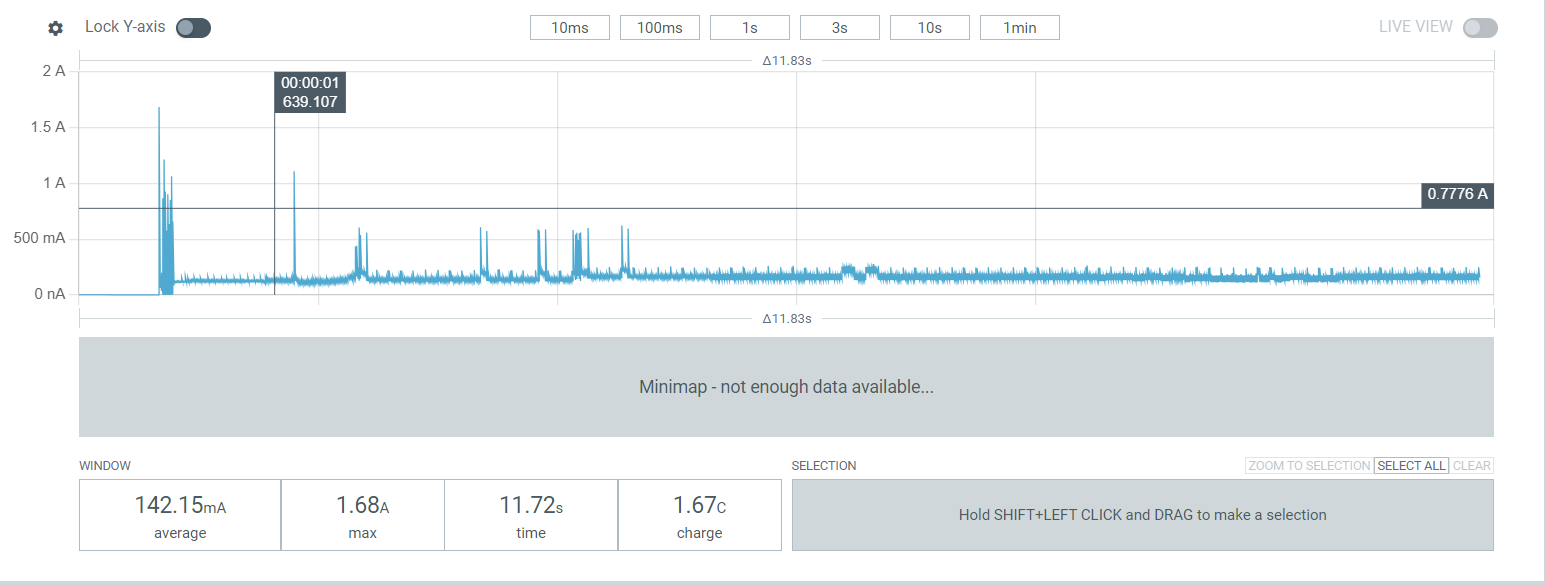 Lock Y-axis 10ms 100ms 1s 3s 10s 1min LIVE VIEW
Δ11.83s
2 A
00:00:01
639.107
1.5 A
1 A
0.7776 A
500 mA
0 nA
Δ11.83s
Minimap - not enough data available...
WINDOW
142.15mA 1.68A 11.72s 1.67C
average max time charge
SELECTION ZOOM TO SELECTION SELECT ALL CLEAR
Hold SHIFT+LEFT CLICK and DRAG to make a selection